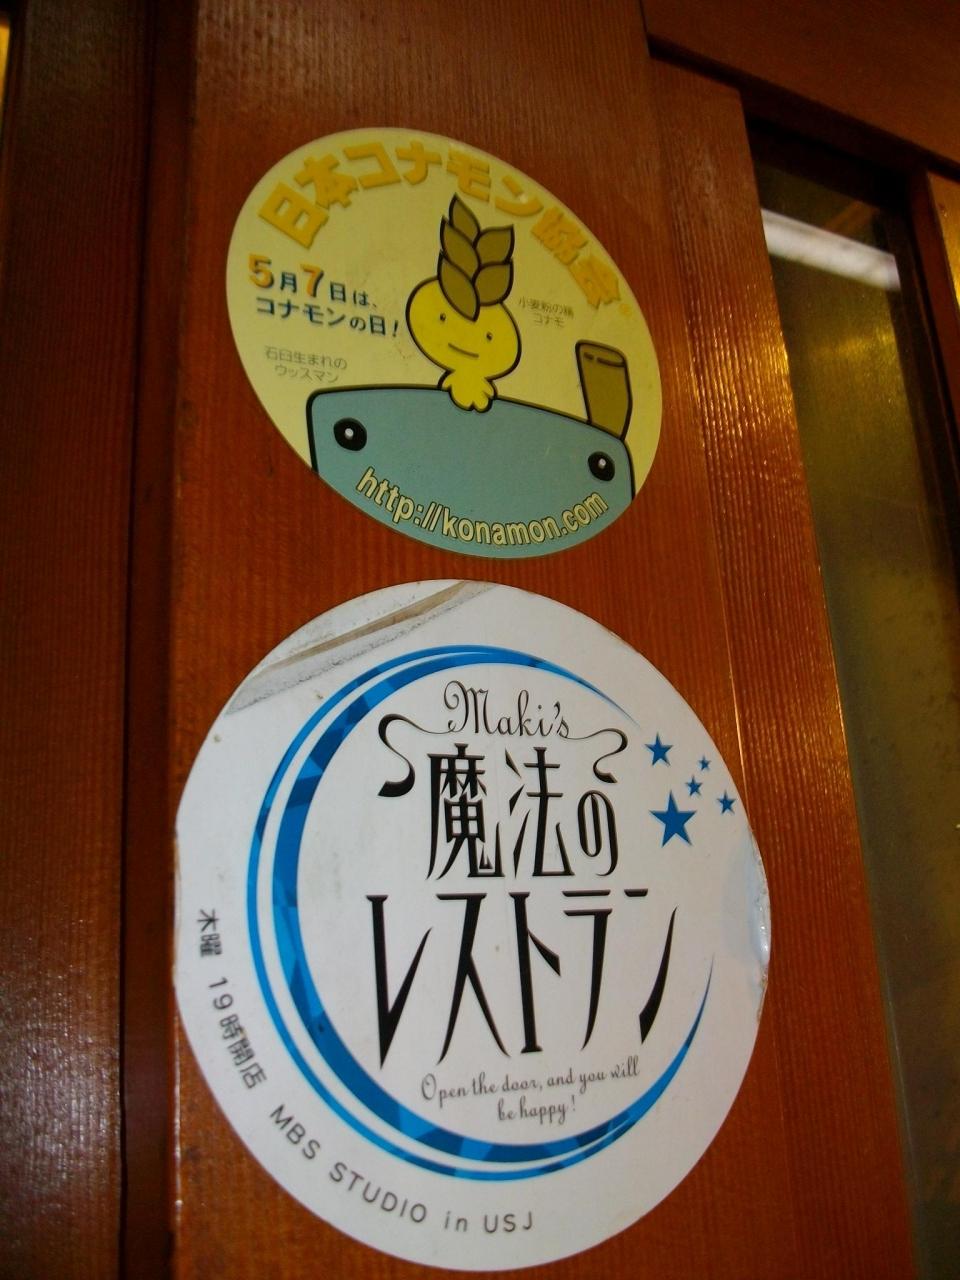 日本コナモン協会
5月7日は、
コナモンの日!
小麦粉の精
コナモ
石臼生まれの
ウッスマン
http://konamon.com
Maki's
魔法の
レストラン
Open the door, and you will
be happy!
木曜 19時開店 MBS STUDIO in USJ